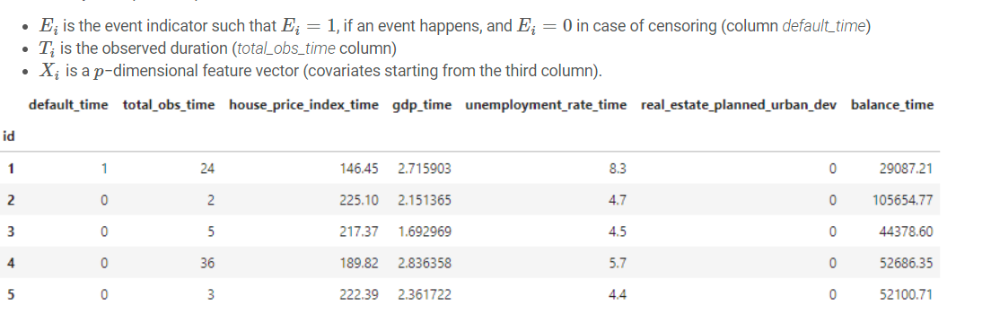 • Eᵢ is the event indicator such that Eᵢ = 1, if an event happens, and Eᵢ = 0 in case of censoring (column default_time)
• Tᵢ is the observed duration (total_obs_time column)
• Xᵢ is a p−dimensional feature vector (covariates starting from the third column).
default_time total_obs_time house_price_index_time gdp_time unemployment_rate_time real_estate_planned_urban_dev balance_time
id
1 1 24 146.45 2.715903 8.3 0 29087.21
2 0 2 225.10 2.151365 4.7 0 105654.77
3 0 5 217.37 1.692969 4.5 0 44378.60
4 0 36 189.82 2.836358 5.7 0 52686.35
5 0 3 222.39 2.361722 4.4 0 52100.71